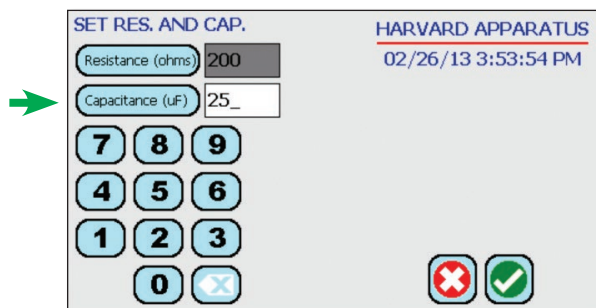 SET RES. AND CAP.
HARVARD APPARATUS
02/26/13 3:53:54 PM
Resistance (ohms) 200
Capacitance (uF) 25_
7 8 9
4 5 6
1 2 3
0